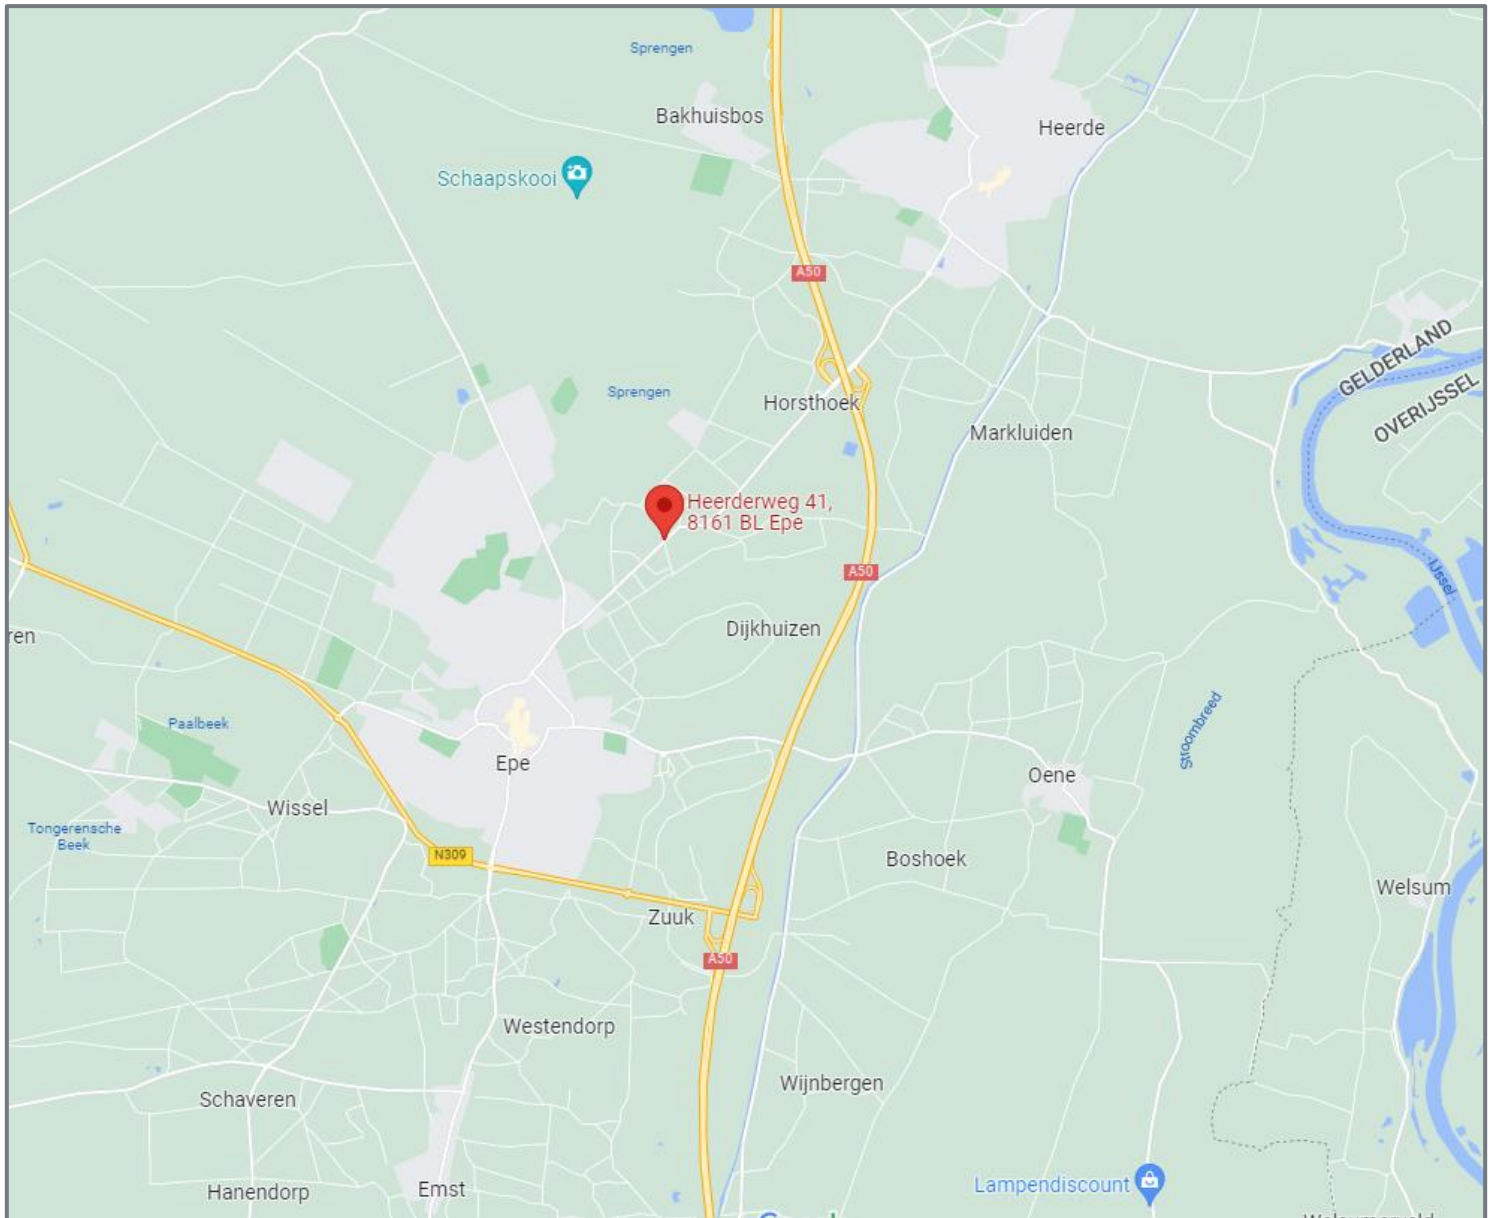 Sprengen
Bakhuisbos
Heerde
Schaapskooi
A50
GELDERLAND
OVERIJSSEL
Sprengen
Horsthoek
Markluiden
Heerderweg 41,
8161 BL Epe
A50
IJssel
Dijkhuizen
ren
Stroombreed
Paalbeek
Epe
Oene
Wissel
Tongerensche
Beek
N309
Boshoek
Welsum
Zuuk
A50
Westendorp
Wijnbergen
Schaveren
Hanendorp
Emst
Lampendiscount